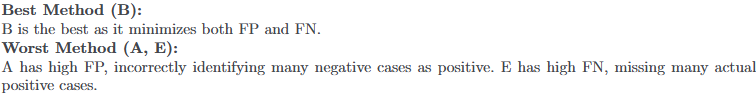 Best Method (B):
B is the best as it minimizes both FP and FN.
Worst Method (A, E):
A has high FP, incorrectly identifying many negative cases as positive. E has high FN, missing many actual
positive cases.